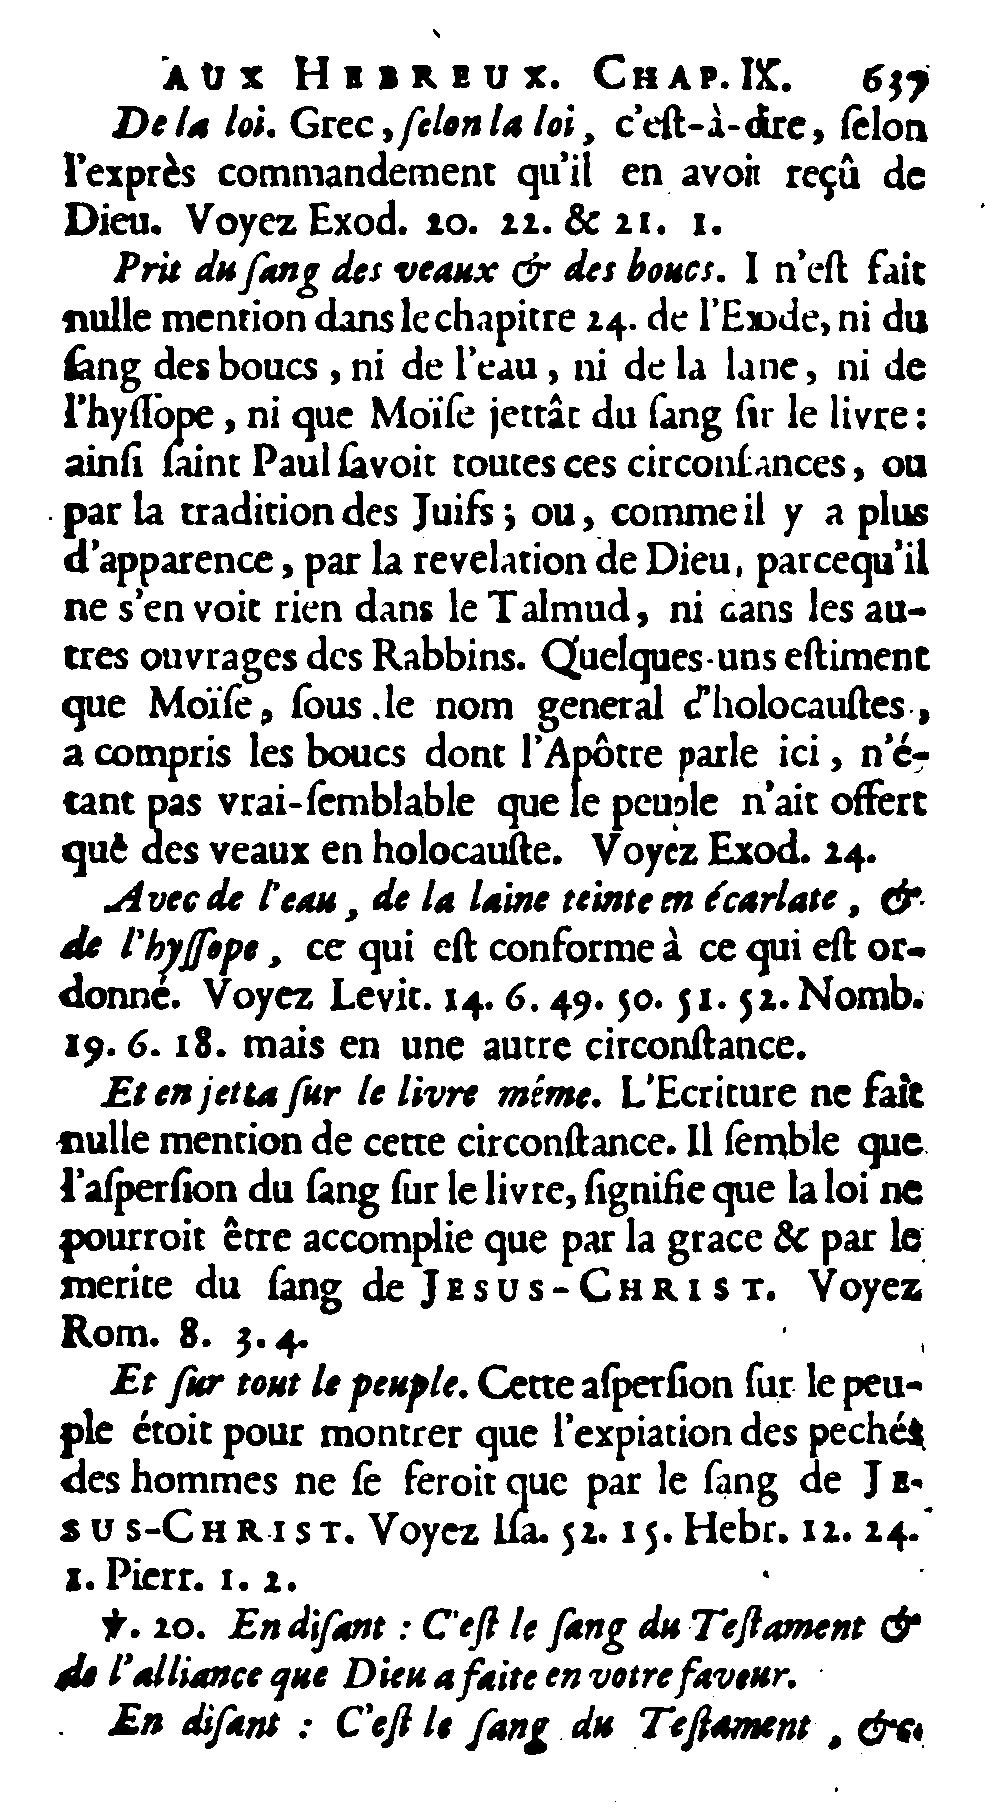 AUX HEBREUX. CHAP. IX. 637
De la loi. Grec, ſelon la loi, c'eſt-à-dire, ſelon
l'exprès commandement qu'il en avoit reçû de
Dieu. Voyez Exod. 20. 22. & 21. 1.
Prit du ſang des veaux & des boucs. I n'eſt fait
nulle mention dans le chapitre 24. de l'Exode, ni du
ſang des boucs, ni de l'eau, ni de la lane, ni de
l'hyſſope, ni que Moïſe jettât du ſang ſur le livre:
ainſi ſaint Paul ſavoit toutes ces circonſtances, ou
par la tradition des Juifs; ou, comme il y a plus
d'apparence, par la revelation de Dieu, parcequ'il
ne s'en voit rien dans le Talmud, ni dans les au-
tres ouvrages des Rabbins. Quelques-uns eſtiment
que Moïſe, ſous le nom general d'holocauſtes,
a compris les boucs dont l'Apôtre parle ici, n'é-
tant pas vrai-ſemblable que le peuple n'ait offert
que des veaux en holocauſte. Voyez Exod. 24.
Avec de l'eau, de la laine teinte en écarlate, &
de l'hyſſope, ce qui eſt conforme à ce qui eſt or-
donné. Voyez Levit. 14. 6. 49. 50. 51. 52. Nomb.
19. 6. 18. mais en une autre circonſtance.
Et en jetta ſur le livre méme. L'Ecriture ne fait
nulle mention de cette circonſtance. Il ſemble que
l'aſperſion du ſang ſur le livre, ſignifie que la loi ne
pourroit être accomplie que par la grace & par le
merite du ſang de JESUS-CHRIST. Voyez
Rom. 8. 3. 4.
Et ſur tout le peuple. Cette aſperſion ſur le peu-
ple étoit pour montrer que l'expiation des pechés
des hommes ne ſe feroit que par le ſang de JE-
SUS-CHRIST. Voyez Iſa. 52. 15. Hebr. 12. 24.
1. Pierr. 1. 2.
℣. 20. En diſant : C'eſt le ſang du Teſtament &
de l'alliance que Dieu a faite en votre faveur.
En diſant : C'eſt le ſang du Teſtament, &c.